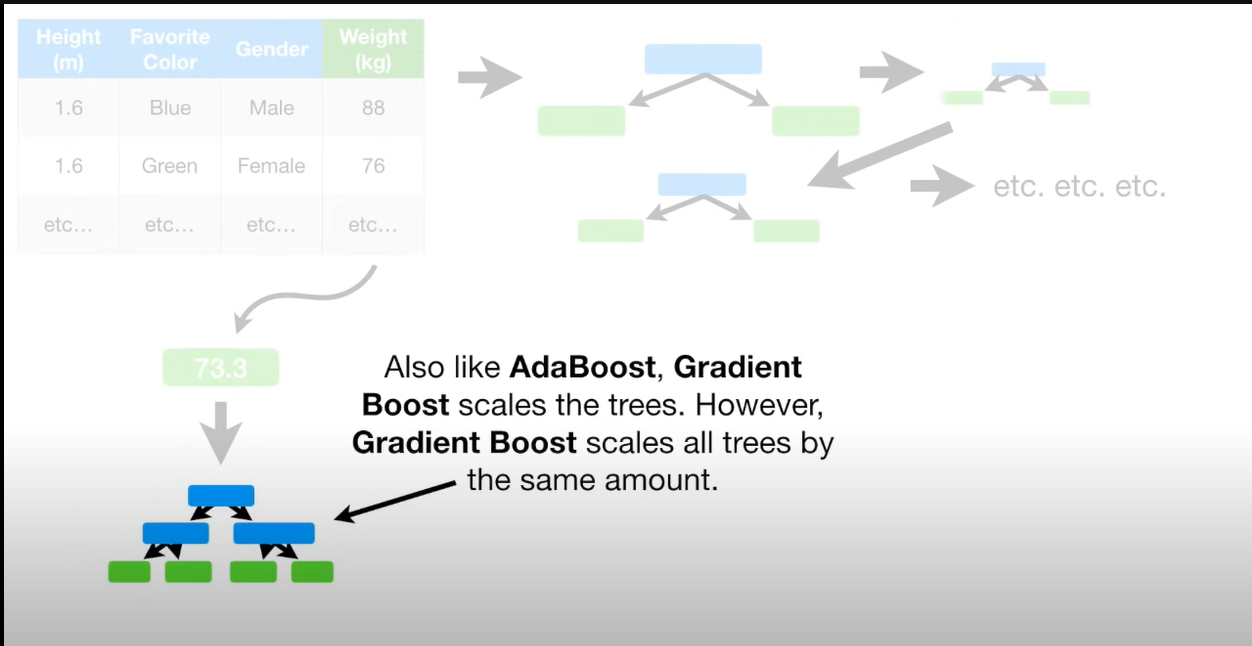 Height (m) Favorite Color Gender Weight (kg)
1.6 Blue Male 88
1.6 Green Female 76
etc... etc... etc... etc...
etc. etc. etc.
73.3
Also like AdaBoost, Gradient
Boost scales the trees. However,
Gradient Boost scales all trees by
the same amount.